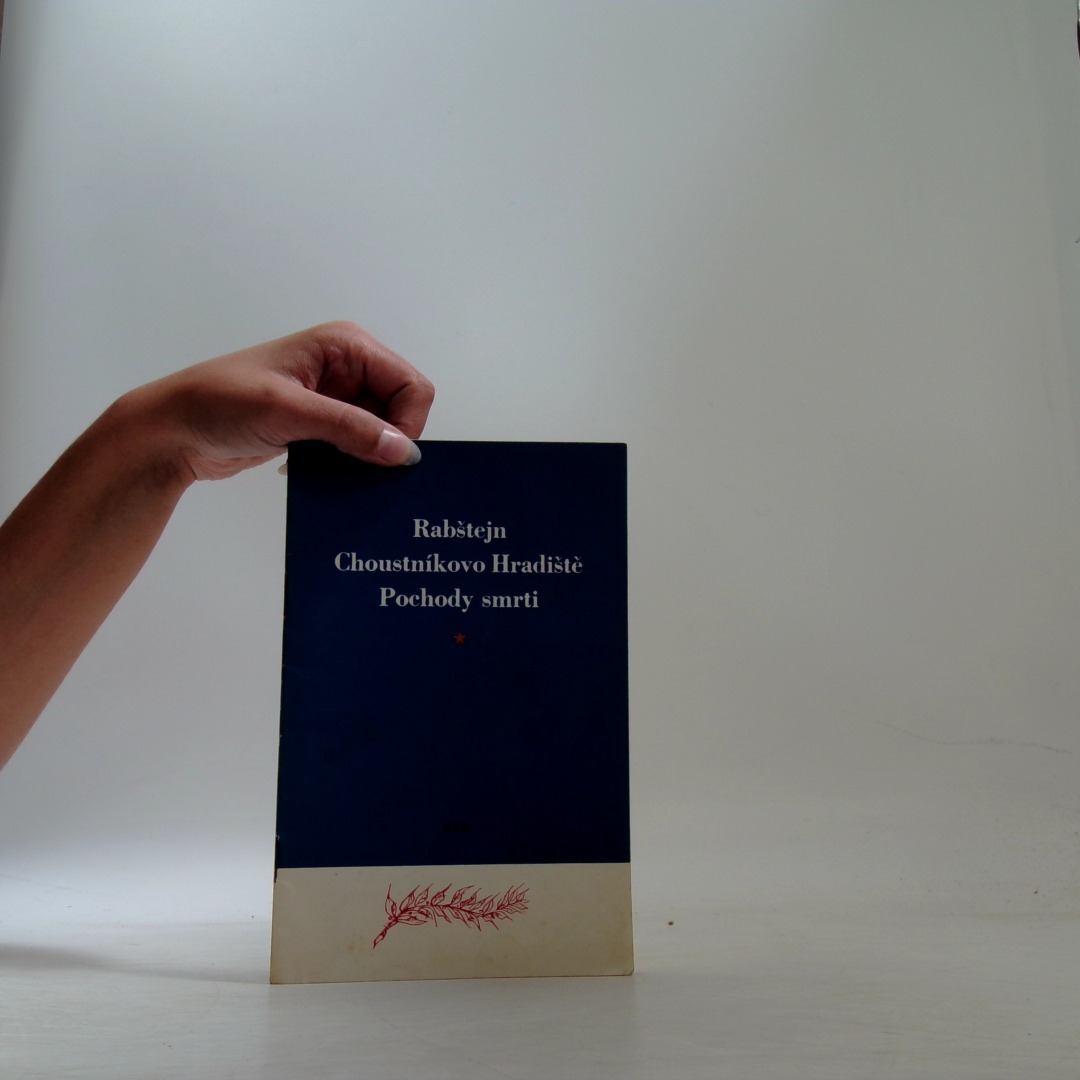 Rabštejn
Choustníkovo Hradiště
Pochody smrti